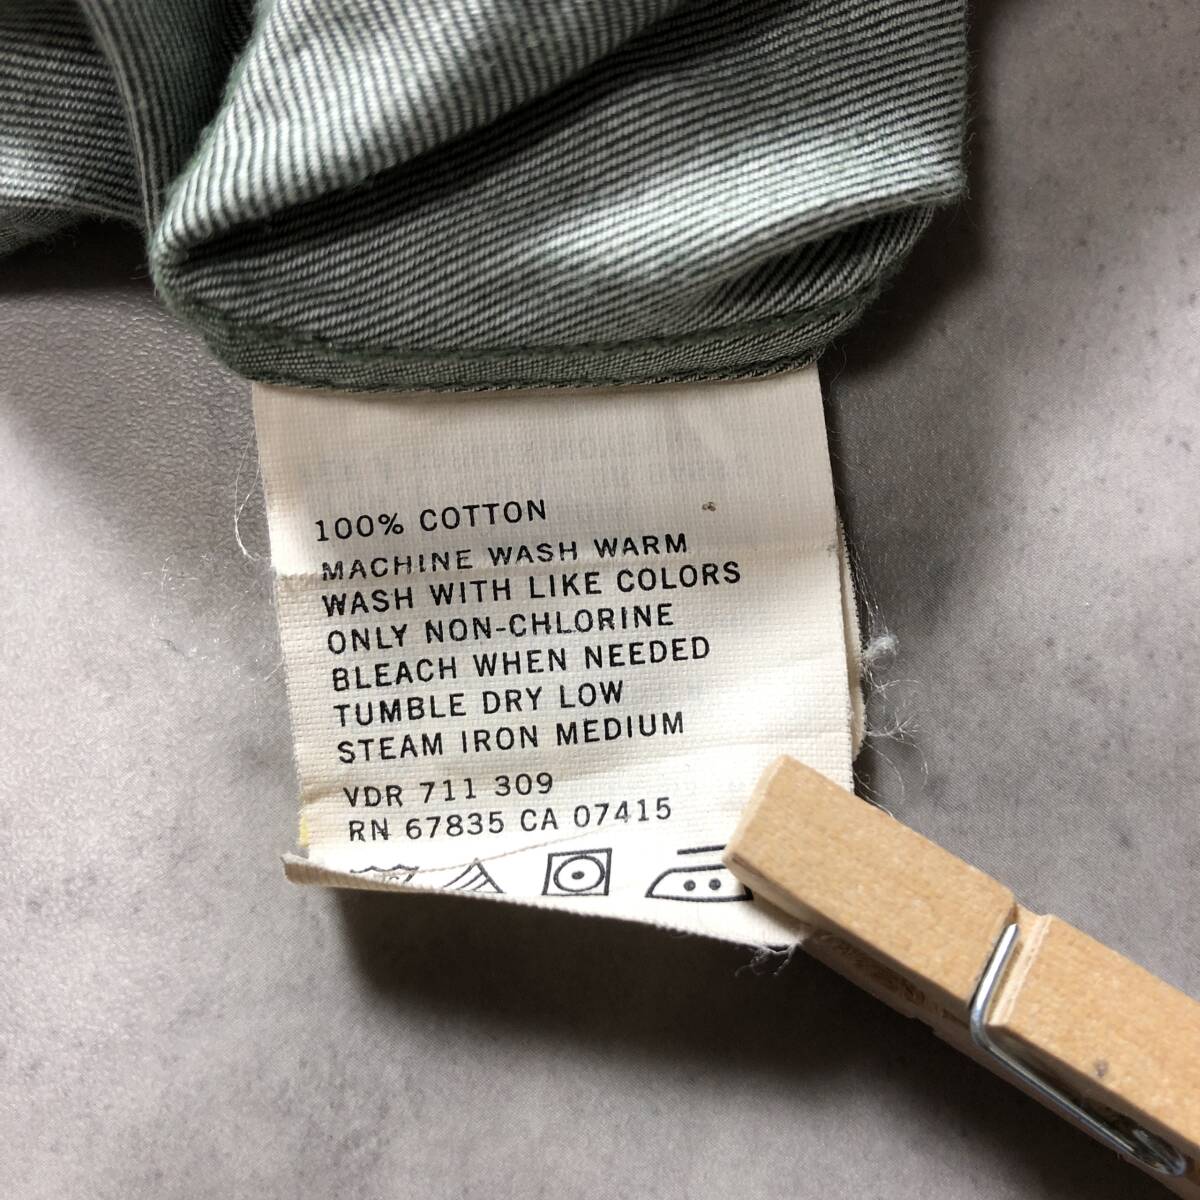 100% COTTON
MACHINE WASH WARM
WASH WITH LIKE COLORS
ONLY NON-CHLORINE
BLEACH WHEN NEEDED
TUMBLE DRY LOW
STEAM IRON MEDIUM
VDR 711 309
RN 67835 CA 07415